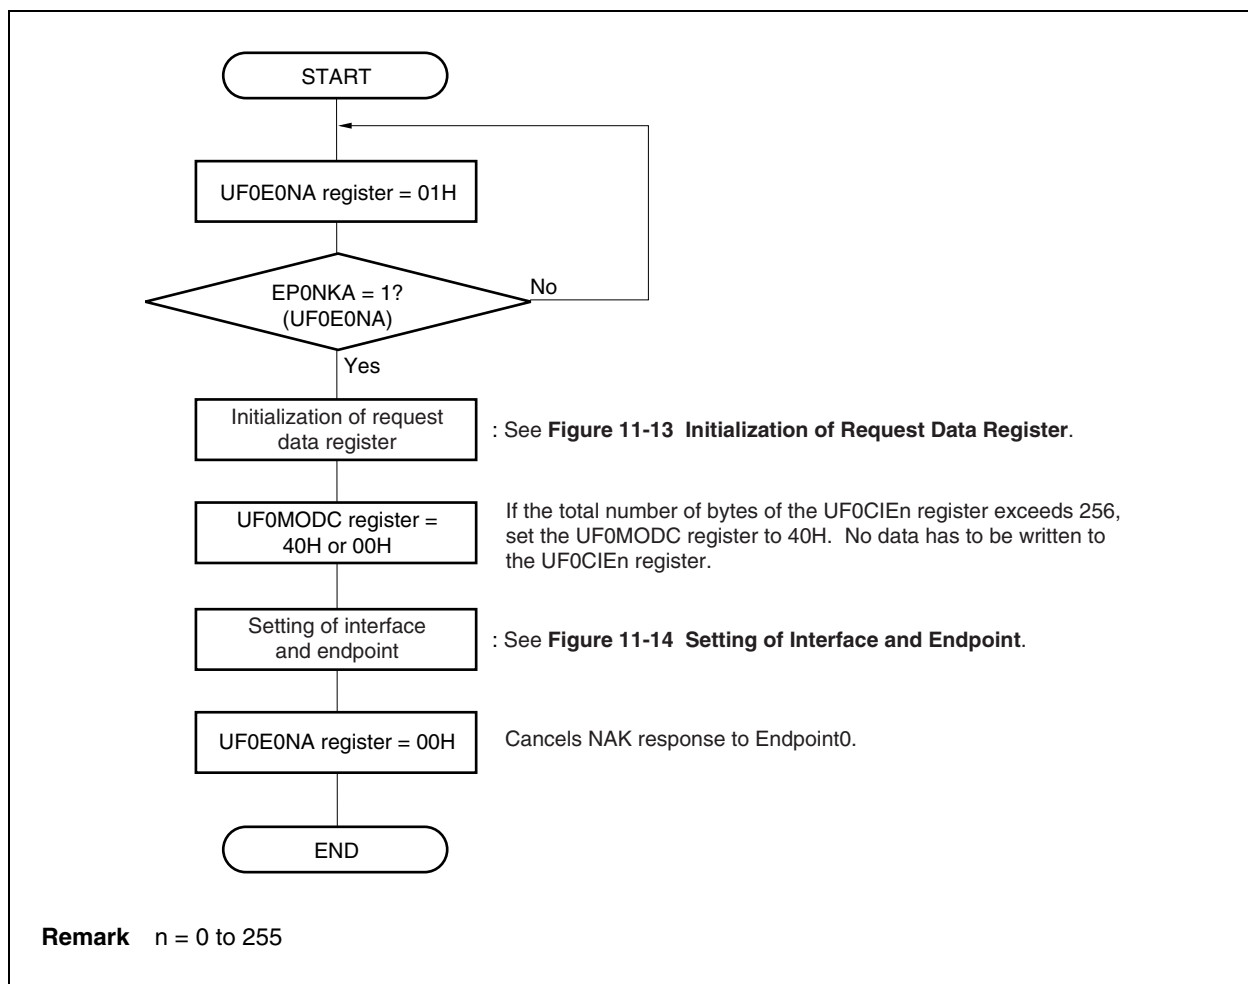 START
UF0E0NA register = 01H
EP0NKA = 1?
(UF0E0NA)
No
Yes
Initialization of request
data register
: See Figure 11-13  Initialization of Request Data Register.
UF0MODC register =
40H or 00H
If the total number of bytes of the UF0CIEn register exceeds 256,
set the UF0MODC register to 40H.  No data has to be written to
the UF0CIEn register.
Setting of interface
and endpoint
: See Figure 11-14  Setting of Interface and Endpoint.
UF0E0NA register = 00H
Cancels NAK response to Endpoint0.
END
Remark   n = 0 to 255